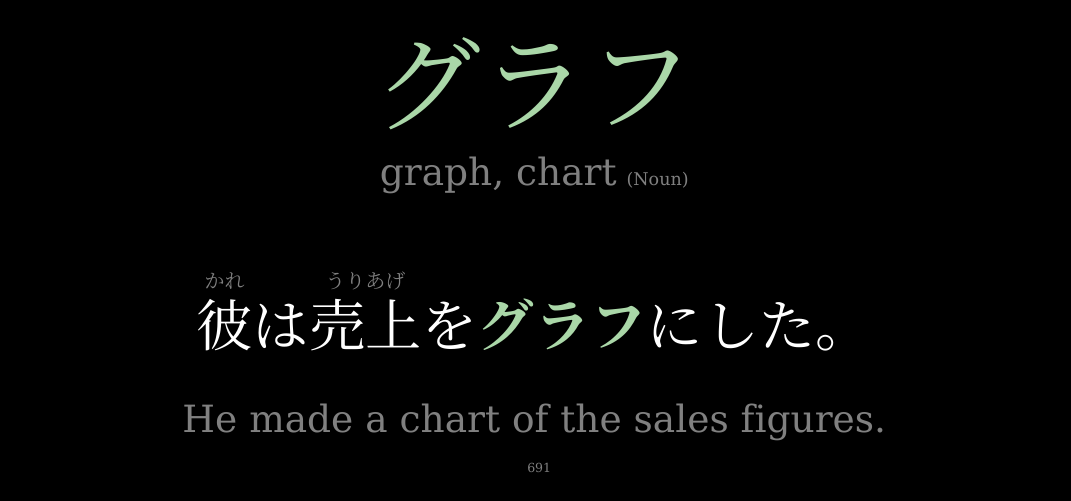 グラフ
graph, chart (Noun)
かれ うりあげ
彼は売上をグラフにした。
He made a chart of the sales figures.
691